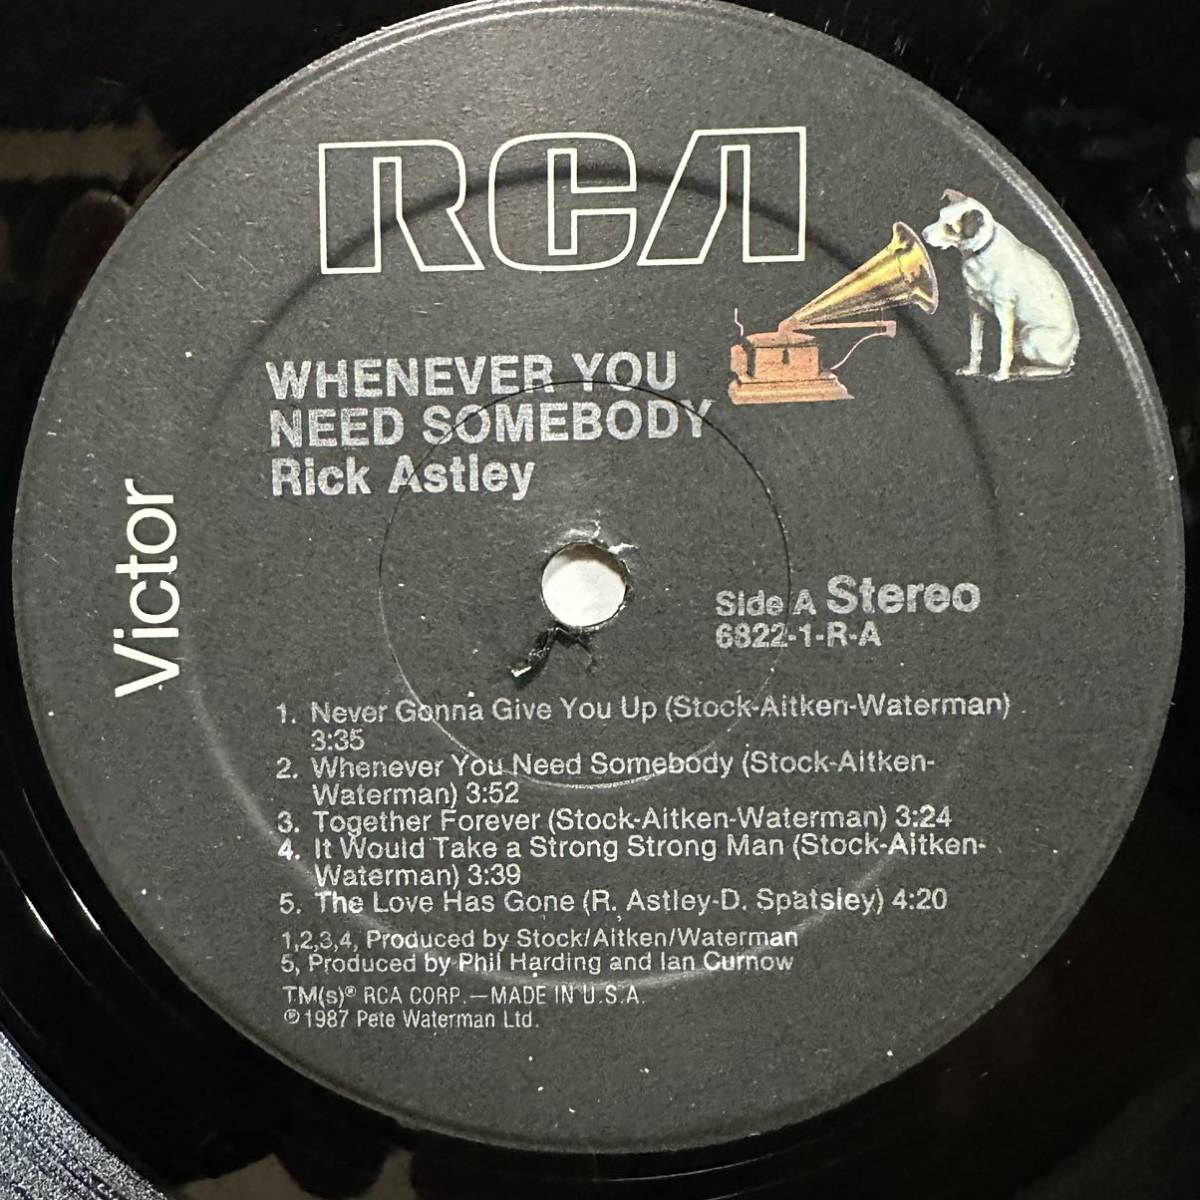 RCA
WHENEVER YOU
NEED SOMEBODY
Rick Astley
Victor
Side A Stereo
6822-1-R-A
1. Never Gonna Give You Up (Stock-Aitken-Waterman)
3:35
2. Whenever You Need Somebody (Stock-Aitken-
Waterman) 3:52
3. Together Forever (Stock-Aitken-Waterman) 3:24
4. It Would Take a Strong Strong Man (Stock-Aitken-
Waterman) 3:39
5. The Love Has Gone (R. Astley-D. Spatsley) 4:20
1,2,3,4, Produced by Stock/Aitken/Waterman
5, Produced by Phil Harding and Ian Curnow
TM(s)® RCA CORP.—MADE IN U.S.A.
℗ 1987 Pete Waterman Ltd.